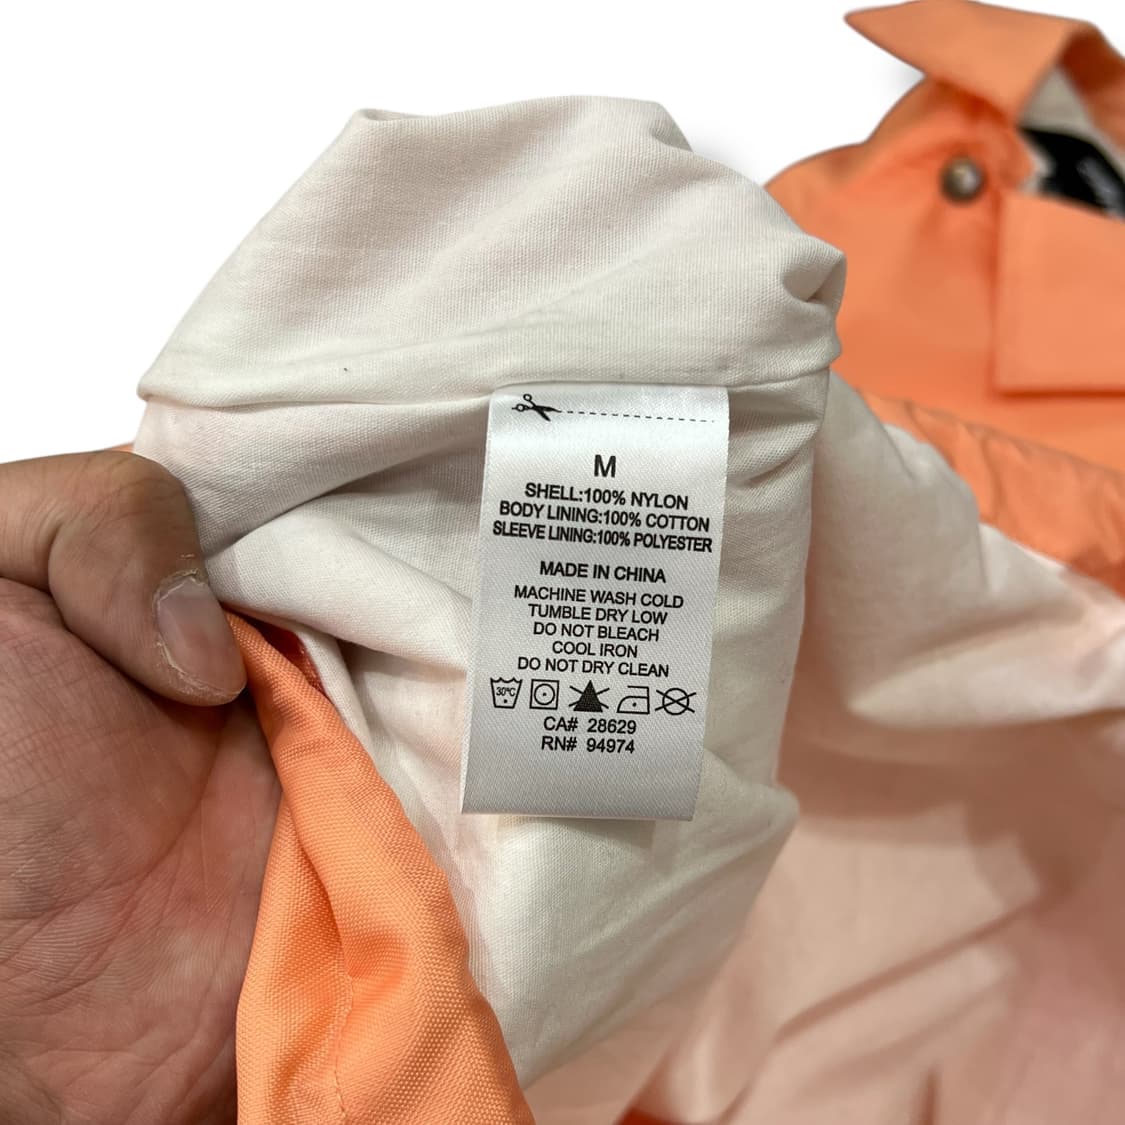 M
SHELL:100% NYLON
BODY LINING:100% COTTON
SLEEVE LINING:100% POLYESTER
MADE IN CHINA
MACHINE WASH COLD
TUMBLE DRY LOW
DO NOT BLEACH
COOL IRON
DO NOT DRY CLEAN
30°C
CA# 28629
RN# 94974